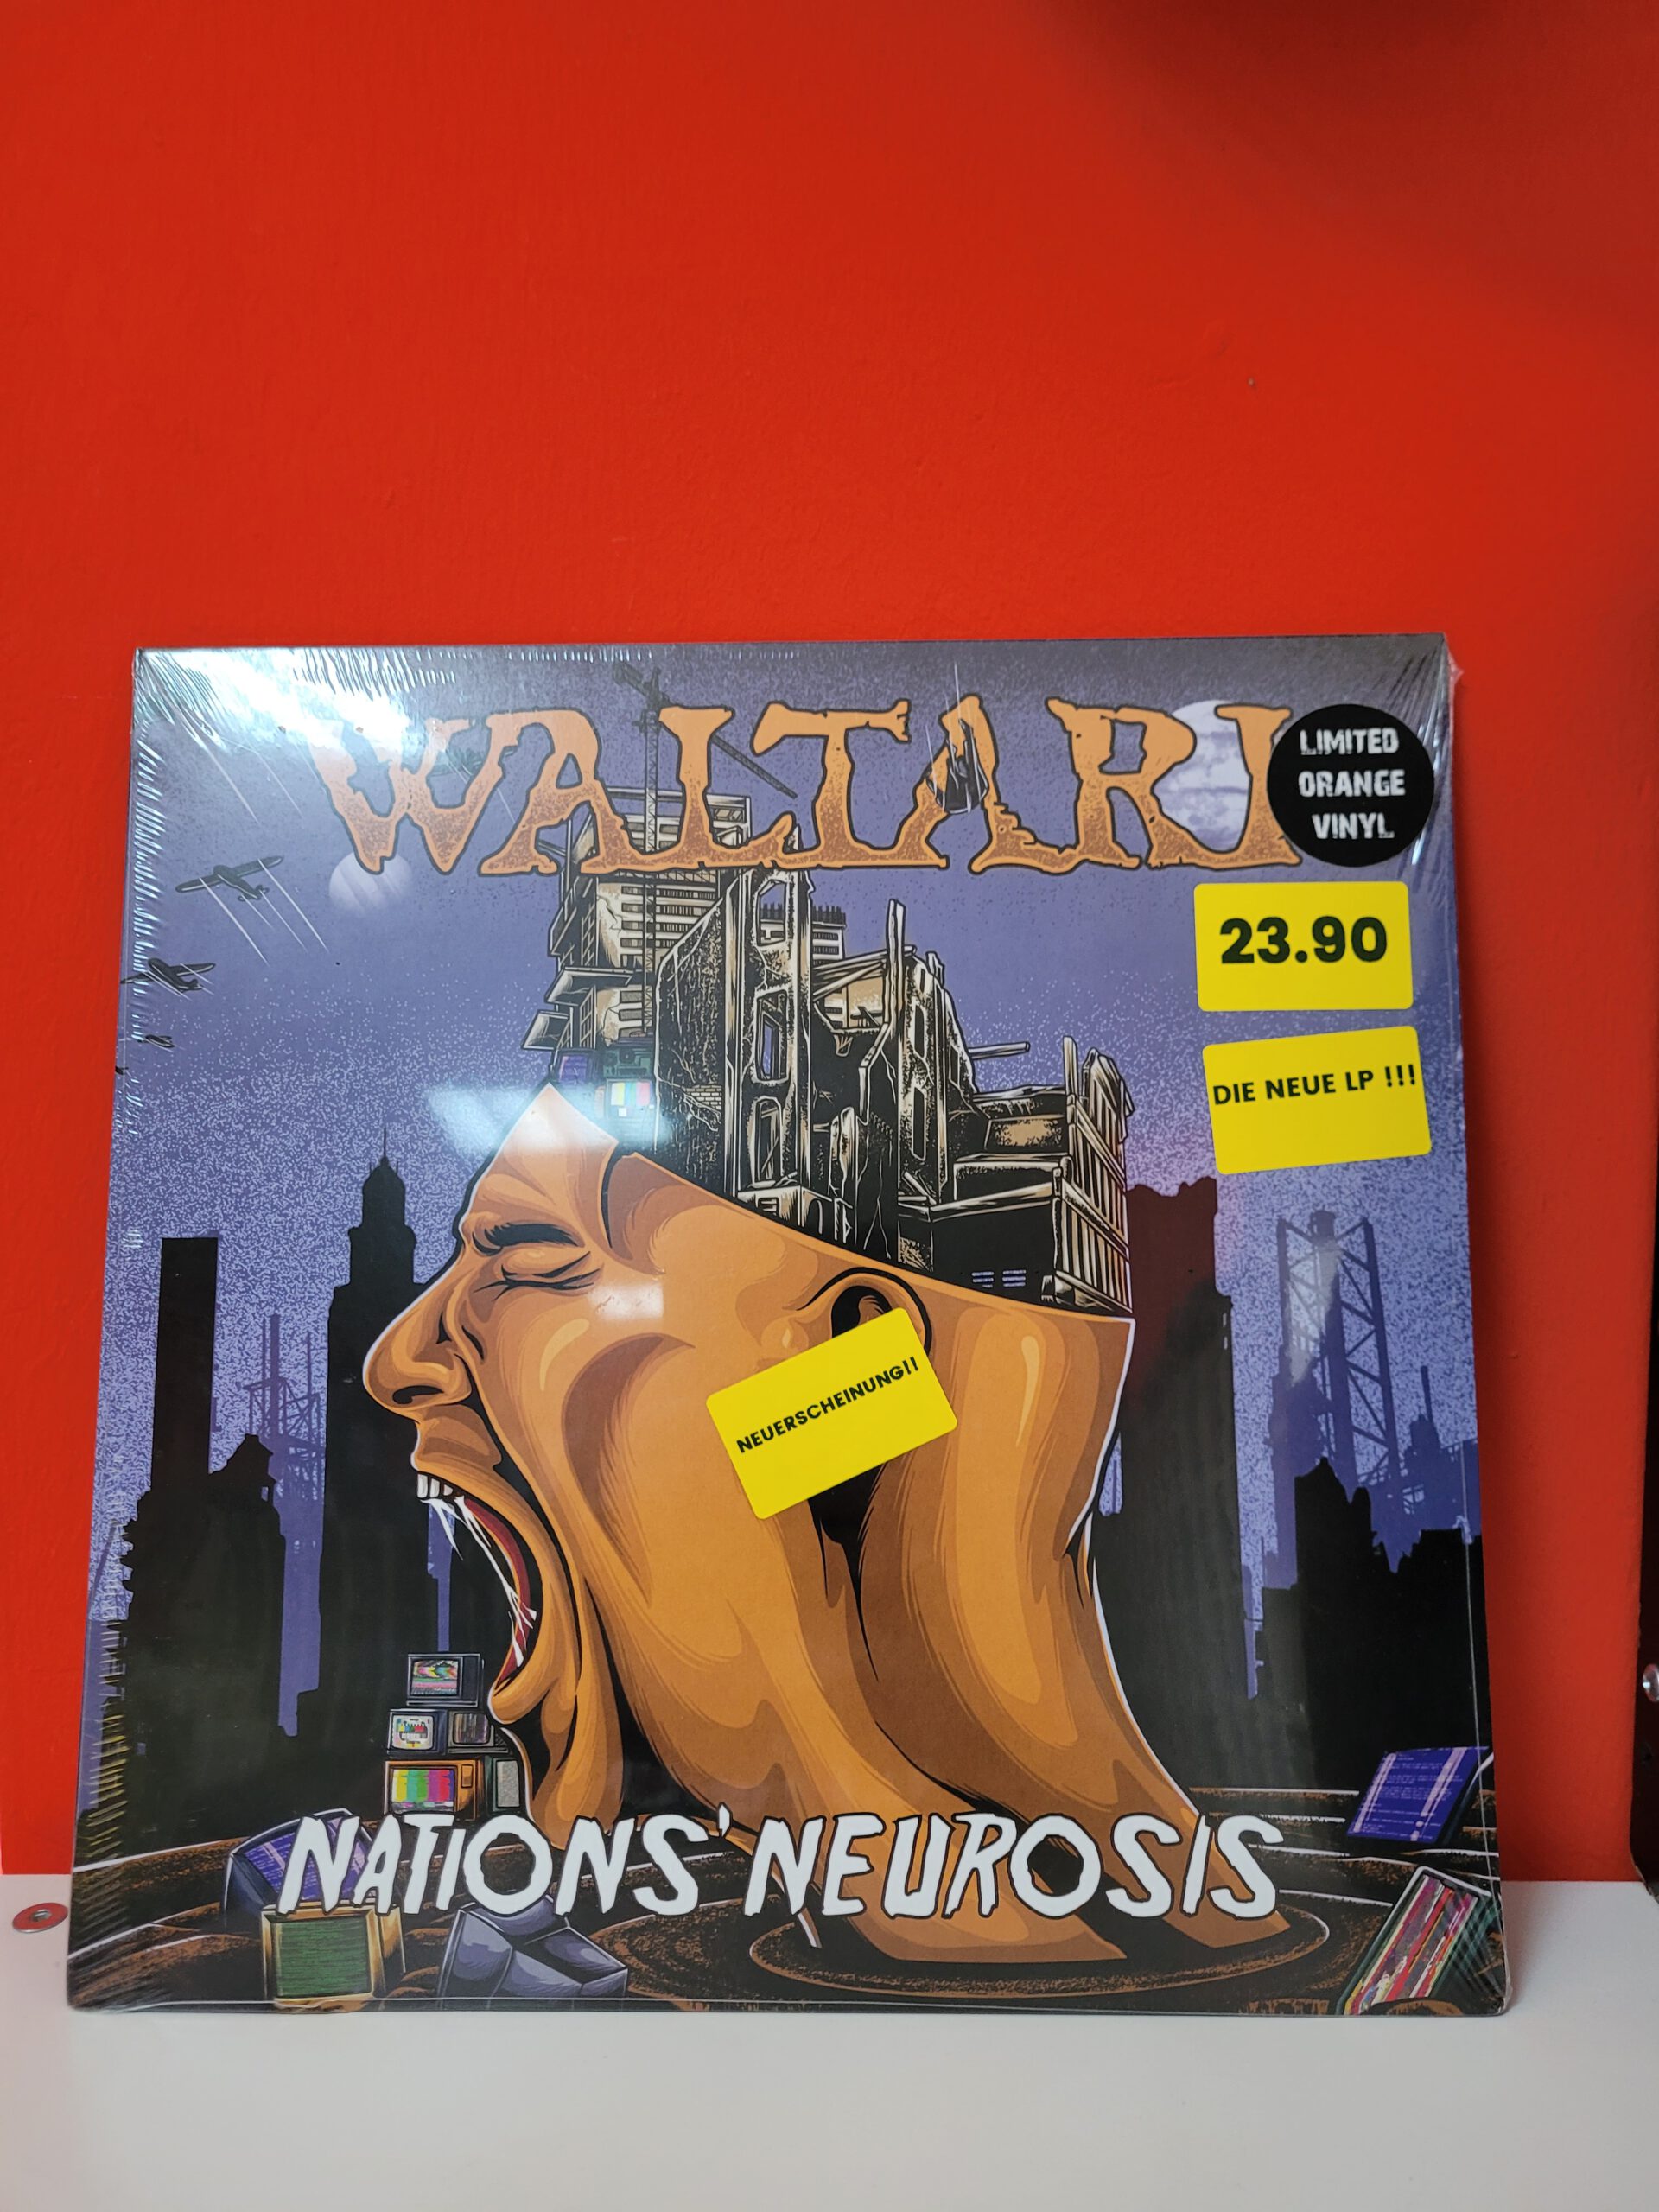 WALTARI
LIMITED
ORANGE
VINYL
23.90
DIE NEUE LP !!!
NEUERSCHEINUNG!!
NATIONS' NEUROSIS